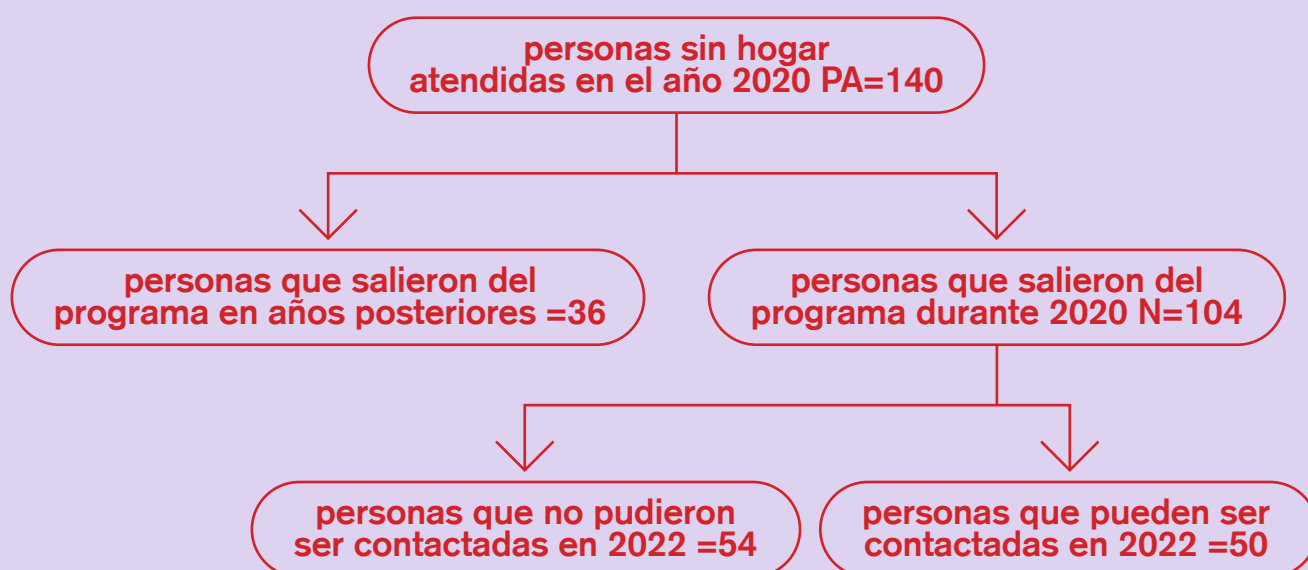 personas sin hogar
atendidas en el año 2020 PA=140
personas que salieron del
programa en años posteriores =36
personas que salieron del
programa durante 2020 N=104
personas que no pudieron
ser contactadas en 2022 =54
personas que pueden ser
contactadas en 2022 =50